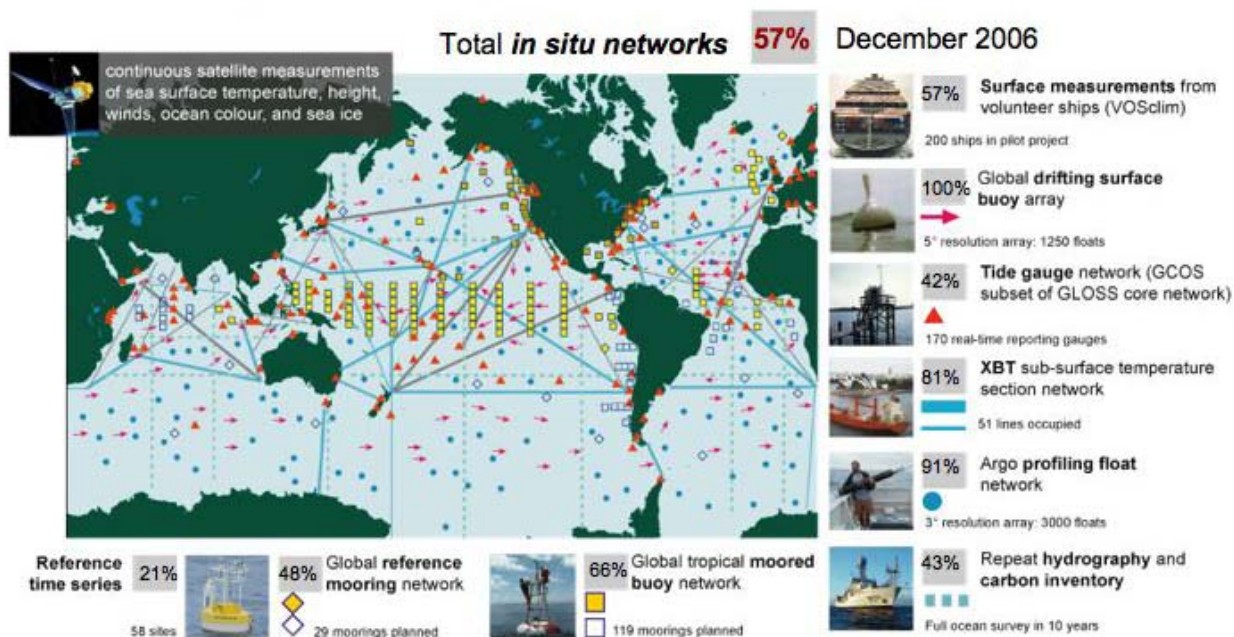 Total in situ networks 57% December 2006
continuous satellite measurements
of sea surface temperature, height,
winds, ocean colour, and sea ice
57% Surface measurements from
volunteer ships (VOSclim)
200 ships in pilot project
100% Global drifting surface
buoy array
5° resolution array: 1250 floats
42% Tide gauge network (GCOS
subset of GLOSS core network)
170 real-time reporting gauges
81% XBT sub-surface temperature
section network
51 lines occupied
91% Argo profiling float
network
3° resolution array: 3000 floats
43% Repeat hydrography and
carbon inventory
Full ocean survey in 10 years
Reference
time series 21%
58 sites
48% Global reference
mooring network
29 moorings planned
66% Global tropical moored
buoy network
119 moorings planned